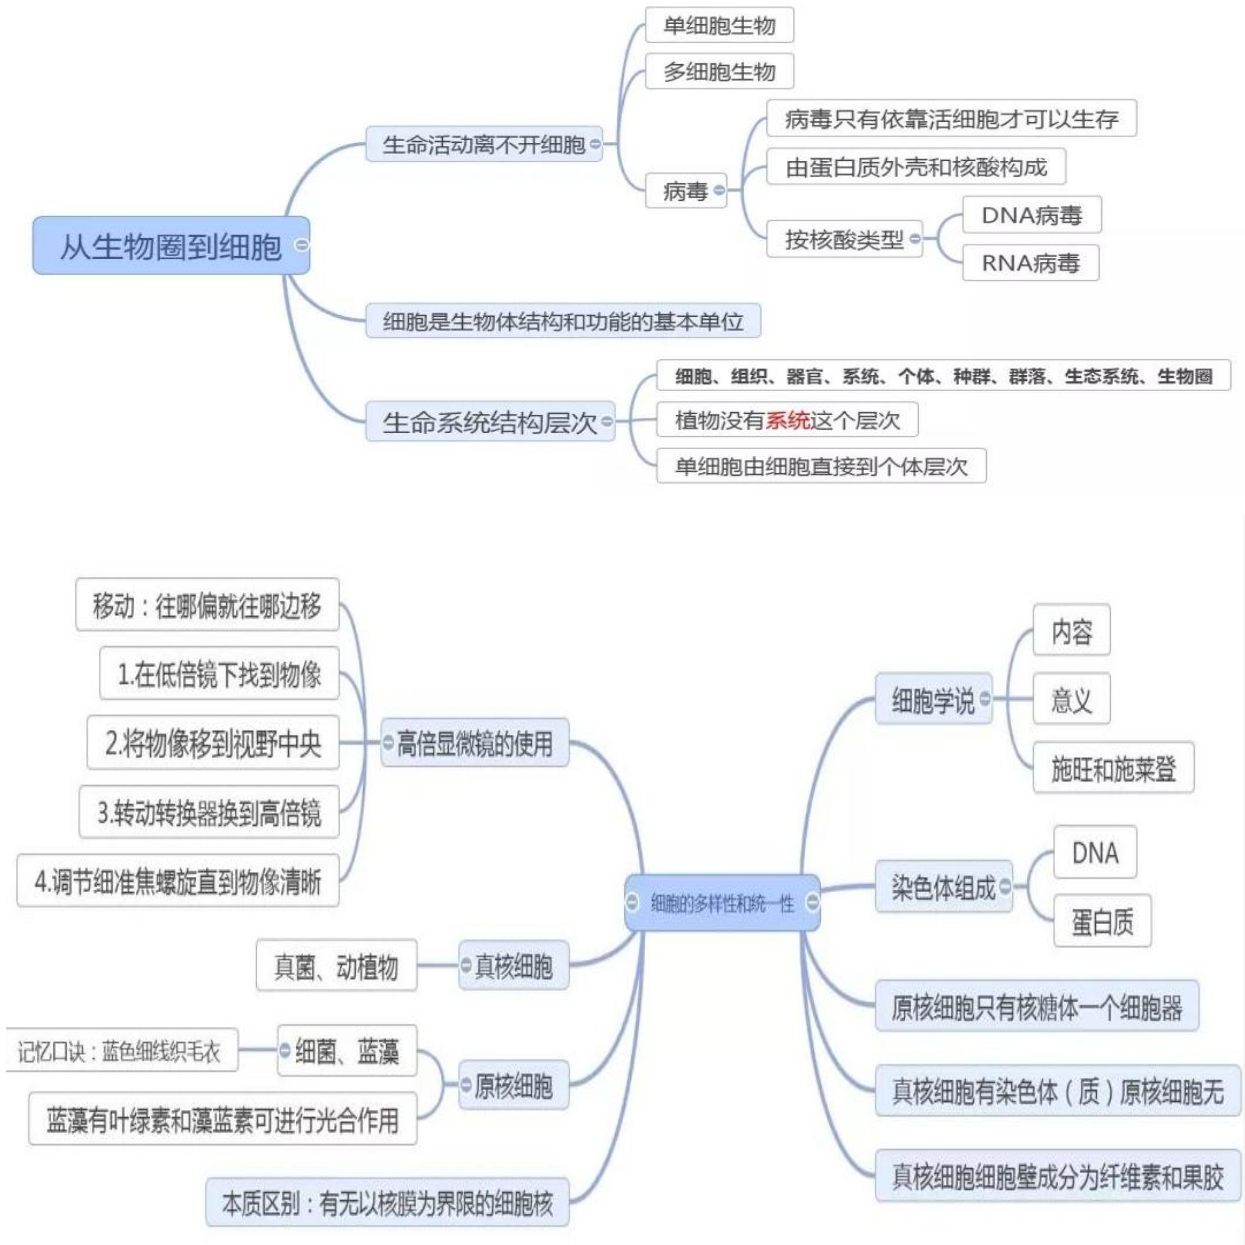 从生物圈到细胞
生命活动离不开细胞
单细胞生物
多细胞生物
病毒
病毒只有依靠活细胞才可以生存
由蛋白质外壳和核酸构成
按核酸类型
DNA病毒
RNA病毒
细胞是生物体结构和功能的基本单位
生命系统结构层次
细胞、组织、器官、系统、个体、种群、群落、生态系统、生物圈
植物没有系统这个层次
单细胞由细胞直接到个体层次
细胞的多样性和统一性
高倍显微镜的使用
移动：往哪偏就往哪边移
1.在低倍镜下找到物像
2.将物像移到视野中央
3.转动转换器换到高倍镜
4.调节细准焦螺旋直到物像清晰
真核细胞
真菌、动植物
原核细胞
细菌、蓝藻
记忆口诀：蓝色细线织毛衣
蓝藻有叶绿素和藻蓝素可进行光合作用
本质区别：有无以核膜为界限的细胞核
细胞学说
内容
意义
施旺和施莱登
染色体组成
DNA
蛋白质
原核细胞只有核糖体一个细胞器
真核细胞有染色体（质）原核细胞无
真核细胞细胞壁成分为纤维素和果胶